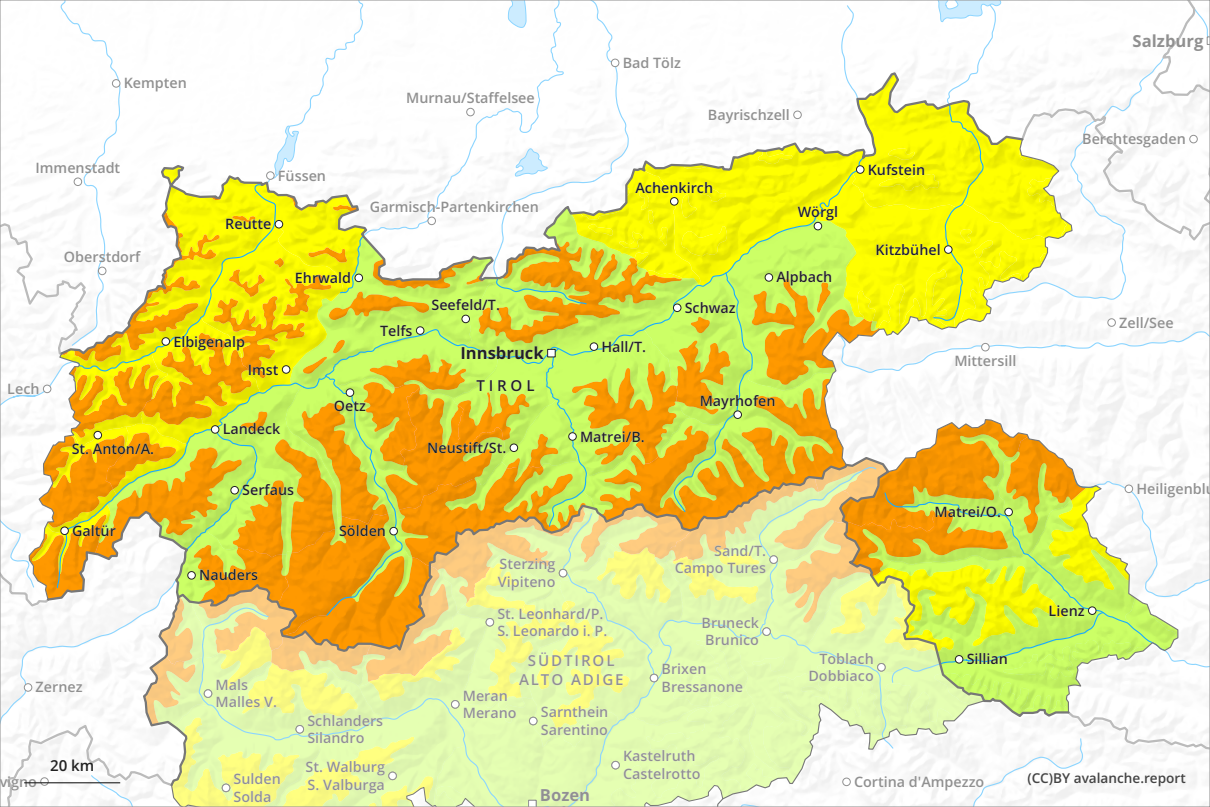 Salzburg
Bad Tölz
Kempten
Murnau/Staffelsee
Bayrischzell
Berchtesgaden
Immenstadt
Füssen
Kufstein
Achenkirch
Garmisch-Partenkirchen
Wörgl
Reutte
Kitzbühel
Oberstdorf
Ehrwald
Alpbach
Seefeld/T.
Schwaz
Telfs
Zell/See
Elbigenalp
Innsbruck
Hall/T.
Mittersill
Imst
TIROL
Lech
Oetz
Mayrhofen
Landeck
Matrei/B.
St. Anton/A.
Neustift/St.
Serfaus
Heiligenblu
Matrei/O.
Galtür
Sölden
Sand/T.
Campo Tures
Sterzing
Vipiteno
Nauders
Lienz
St. Leonhard/P.
S. Leonardo i. P.
Bruneck
Brunico
SÜDTIROL
ALTO ADIGE
Sillian
Toblach
Dobbiaco
Brixen
Bressanone
Zernez
Mals
Malles V.
Meran
Merano
Sarnthein
Sarentino
Schlanders
Silandro
Kastelruth
Castelrotto
20 km
St. Walburg
S. Valburga
vigno
Sulden
Solda
Cortina d'Ampezzo
(CC)BY avalanche.report
Bozen